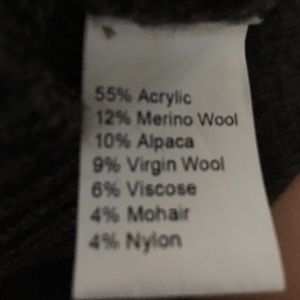 55% Acrylic
12% Merino Wool
10% Alpaca
9% Virgin Wool
6% Viscose
4% Mohair
4% Nylon